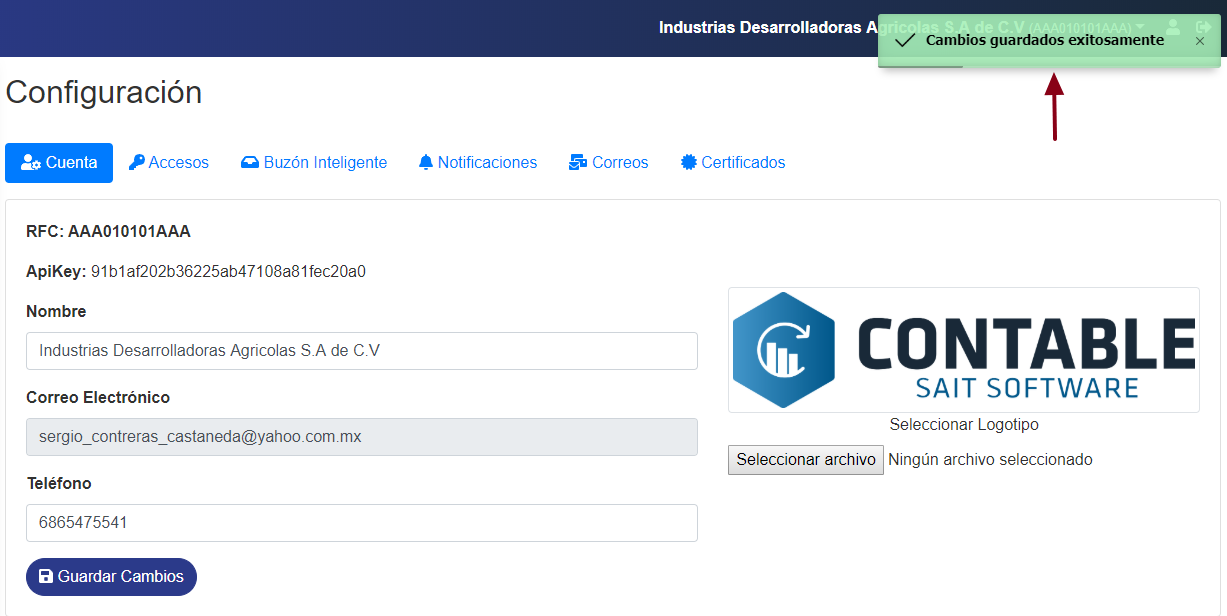 Industrias Desarrolladoras Agricolas S.A de C.V (AAA010101AAA)
Cambios guardados exitosamente ×
Configuración
Cuenta Accesos Buzón Inteligente Notificaciones Correos Certificados
RFC: AAA010101AAA
ApiKey: 91b1af202b36225ab47108a81fec20a0
Nombre
Industrias Desarrolladoras Agricolas S.A de C.V
Correo Electrónico
sergio_contreras_castaneda@yahoo.com.mx
Teléfono
6865475541
Guardar Cambios
CONTABLE
SAIT SOFTWARE
Seleccionar Logotipo
Seleccionar archivo Ningún archivo seleccionado